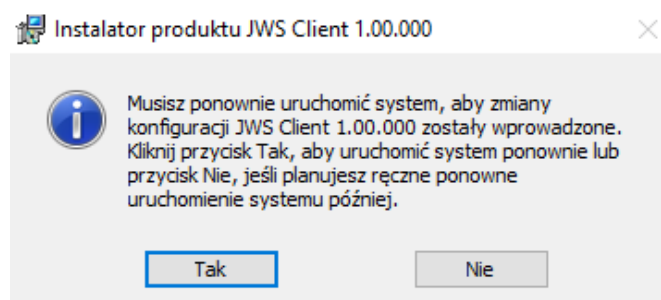 Instalator produktu JWS Client 1.00.000
Musisz ponownie uruchomić system, aby zmiany
konfiguracji JWS Client 1.00.000 zostały wprowadzone.
Kliknij przycisk Tak, aby uruchomić system ponownie lub
przycisk Nie, jeśli planujesz ręczne ponowne
uruchomienie systemu później.
Tak
Nie